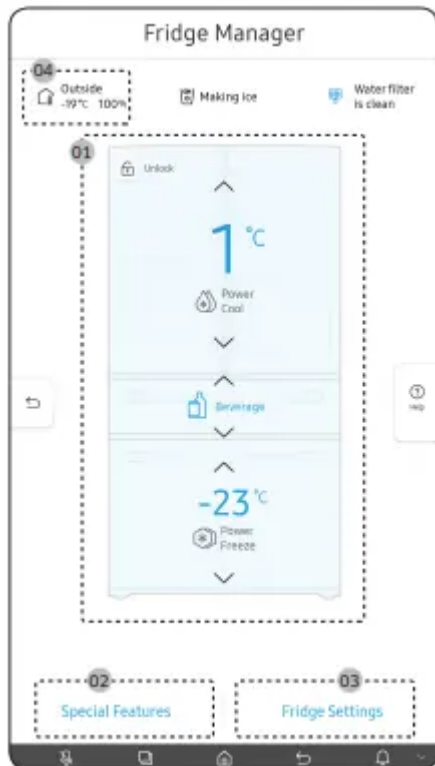 Fridge Manager
04
Outside
-19°C 100%
Making ice
Water filter
is clean
01
Unlock
1 °C
Power
Cool
Beverage
-23 °C
Power
Freeze
Help
02
03
Special Features
Fridge Settings